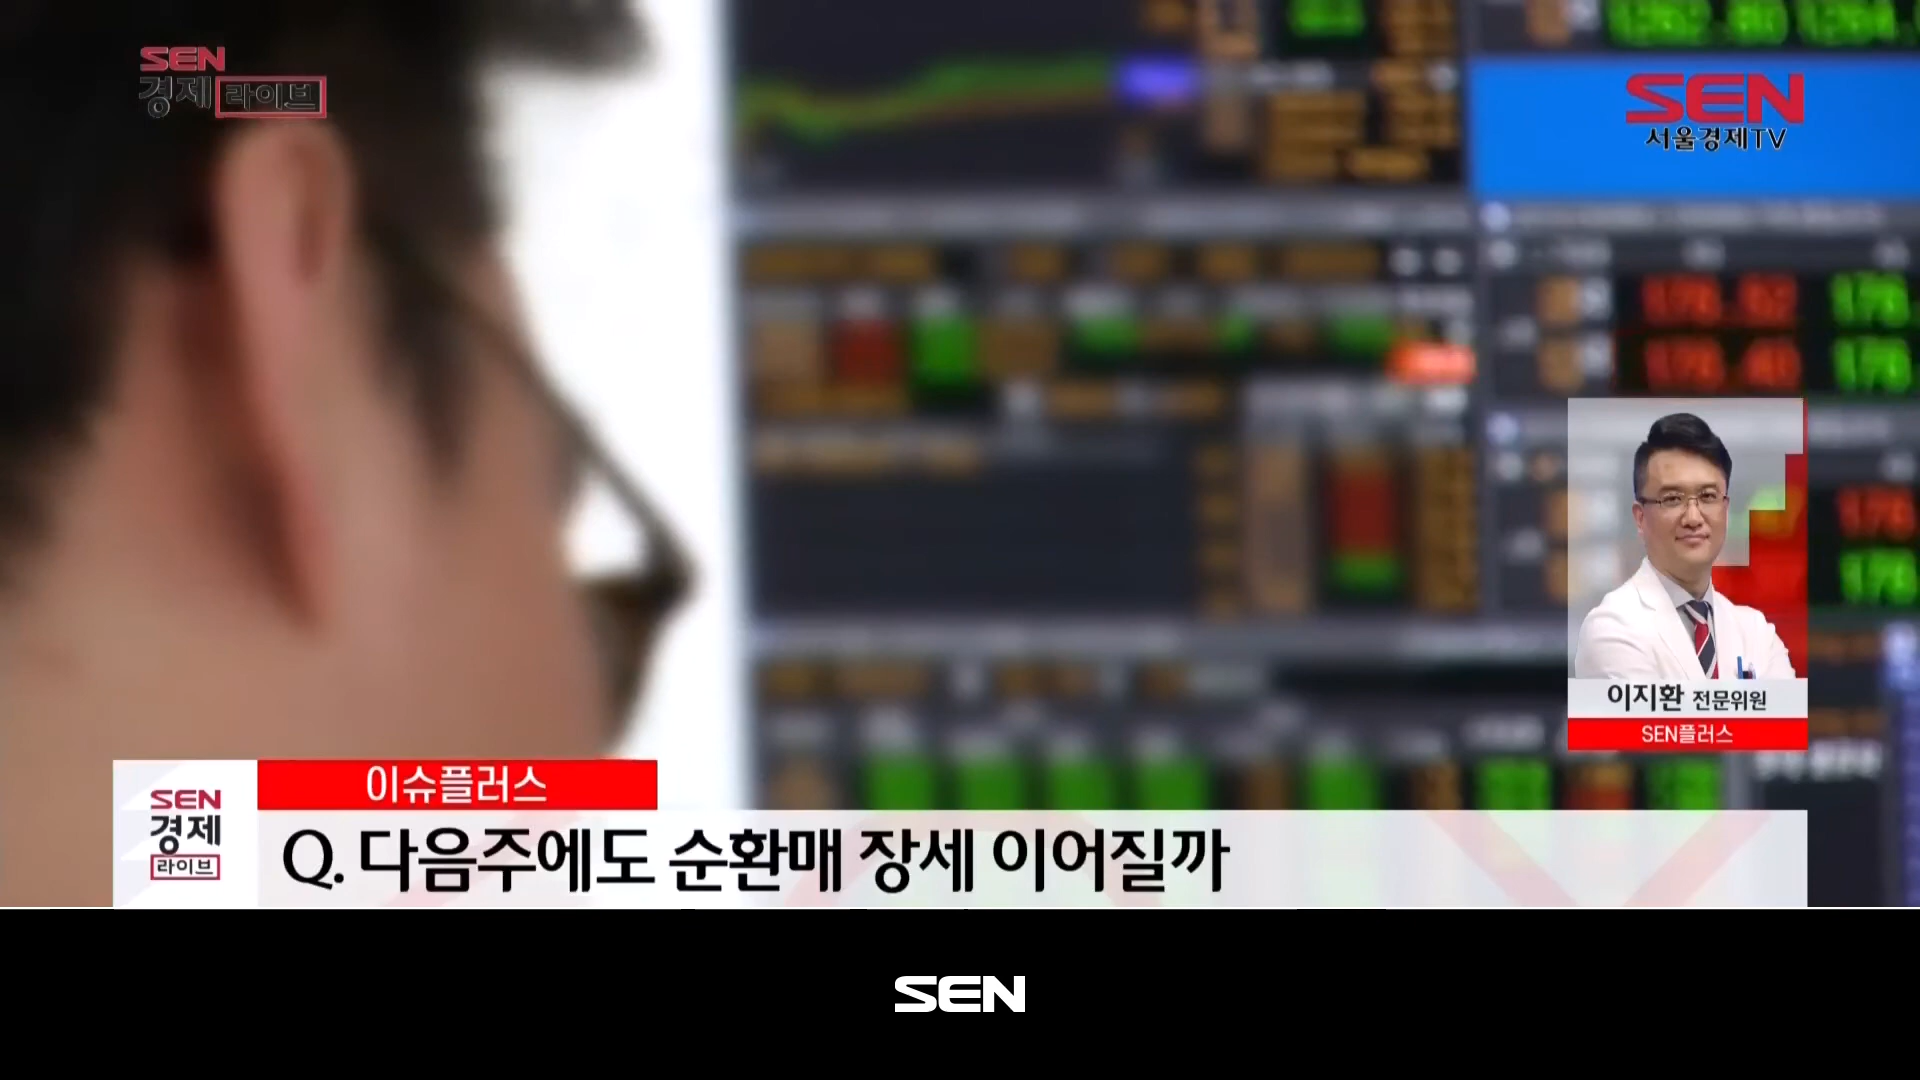 SEN
경제 라이브
SEN
서울경제TV
이지환 전문위원
SEN플러스
이슈플러스
SEN
경제
라이브
Q. 다음주에도 순환매 장세 이어질까
SEN